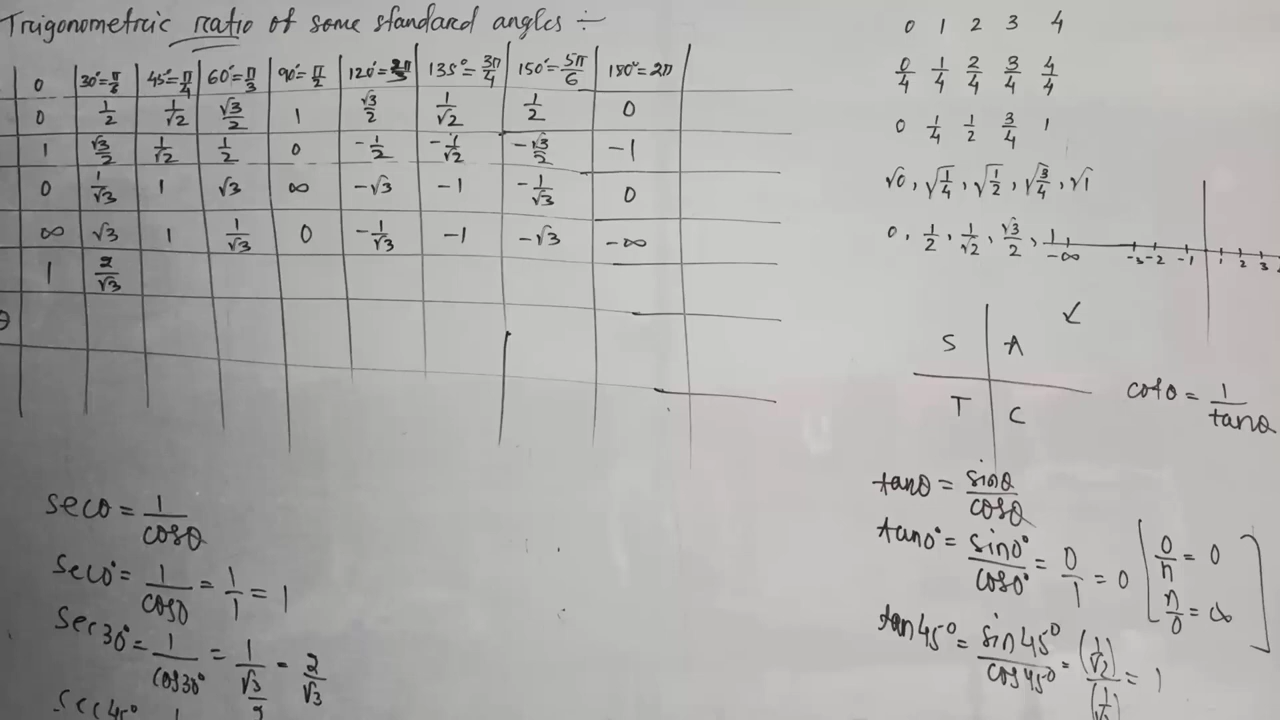 Trigonometric ratio of some standard angles ÷
0 30°=π/6 45°=π/4 60°=π/3 90°=π/2 120°=2π/3 135°=3π/4 150°=5π/6 180°=2π
0 1/2 1/√2 √3/2 1 √3/2 1/√2 1/2 0
1 √3/2 1/√2 1/2 0 -1/2 -1/√2 -√3/2 -1
0 1/√3 1 √3 ∞ -√3 -1 -1/√3 0
∞ √3 1 1/√3 0 -1/√3 -1 -√3 -∞
1 2/√3
θ
secθ = 1/cosθ
sec0° = 1/cos0 = 1/1 = 1
sec30° = 1/cos30° = 1/(√3/2) = 2/√3
sec45° 1
0 1 2 3 4
0/4 1/4 2/4 3/4 4/4
0 1/4 1/2 3/4 1
√0, √1/4, √1/2, √3/4, √1
0, 1/2, 1/√2, √3/2, 1
-∞ -3 -2 -1 1 2 3
S A
T C
cotθ = 1/tanθ
tanθ = sinθ/cosθ
tan0° = sin0°/cos0° = 0/1 = 0 [0/n = 0
n/0 = ∞]
tan45° = sin45°/cos45° = (1/√2)/(1/√2) = 1